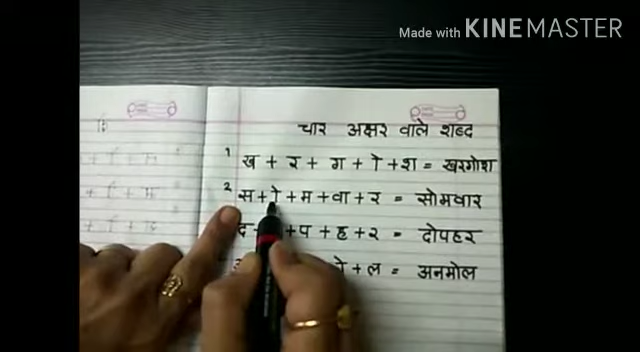 Made with KINEMASTER
चार अक्षर वाले शब्द
1 ख + र + ग + ो + श = खरगोश
2 स + ो + म + वा + र = सोमवार
द + + प + ह + र = दोपहर
ो + ल = अनमोल